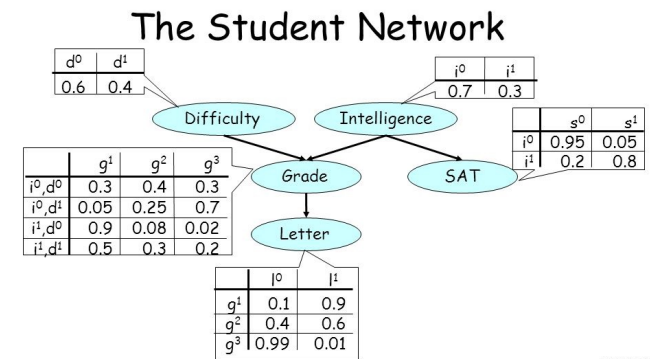 The Student Network
d⁰ d¹
0.6 0.4
i⁰ i¹
0.7 0.3
Difficulty
Intelligence
s⁰ s¹
i⁰ 0.95 0.05
i¹ 0.2 0.8
g¹ g² g³
i⁰,d⁰ 0.3 0.4 0.3
i⁰,d¹ 0.05 0.25 0.7
i¹,d⁰ 0.9 0.08 0.02
i¹,d¹ 0.5 0.3 0.2
Grade
SAT
Letter
l⁰ l¹
g¹ 0.1 0.9
g² 0.4 0.6
g³ 0.99 0.01